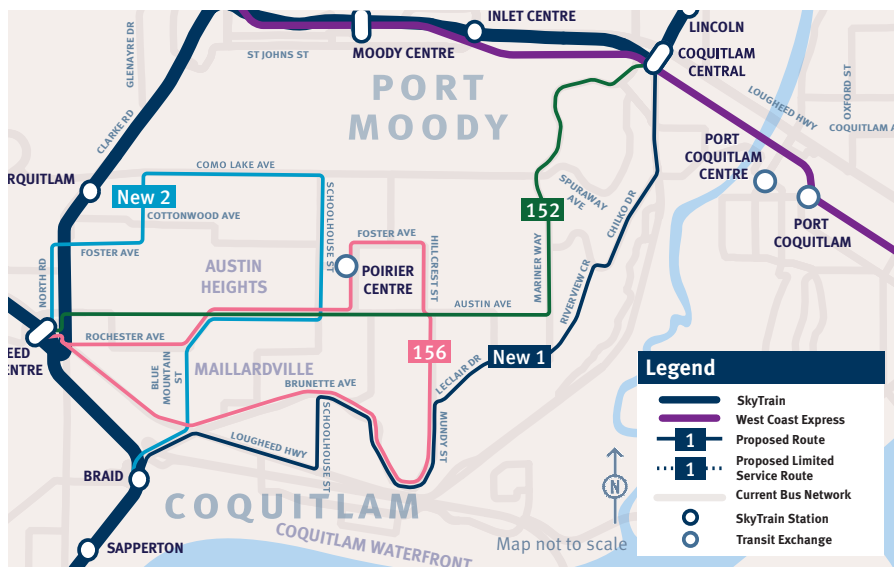 INLET CENTRE
LINCOLN
GLENAYRE DR
ST JOHNS ST
MOODY CENTRE
COQUITLAM
CENTRAL
CLARKE RD
PORT
MOODY
LOUGHEED HWY
OXFORD ST
COQUITLAM A
PORT
COQUITLAM
CENTRE
COMO LAKE AVE
RQUITLAM
New 2
SCHOOLHOUSE ST
SPURAWAY
AVE
CHILKO DR
COTTONWOOD AVE
152
PORT
COQUITLAM
FOSTER AVE
FOSTER AVE
HILLCREST ST
MARINER WAY
NORTH RD
AUSTIN
HEIGHTS
POIRIER
CENTRE
RIVERVIEW CR
AUSTIN AVE
ROCHESTER AVE
EED
ENTRE
BLUE
MOUNTAIN
ST
MAILLARDVILLE
156
New 1
LECLAIR DR
BRUNETTE AVE
SCHOOLHOUSE ST
MUNDY ST
LOUGHEED HWY
BRAID
COQUITLAM
COQUITLAM WATERFRONT
SAPPERTON
N
Map not to scale
Legend
SkyTrain
West Coast Express
1
Proposed Route
1
Proposed Limited
Service Route
Current Bus Network
SkyTrain Station
Transit Exchange